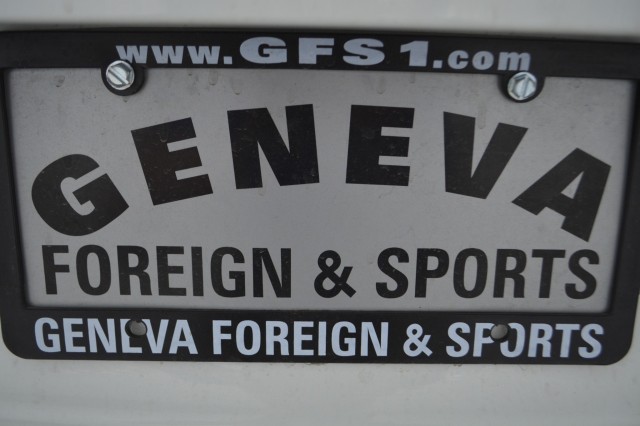 www.GFS1.com
GENEVA
FOREIGN & SPORTS
GENEVA FOREIGN & SPORTS